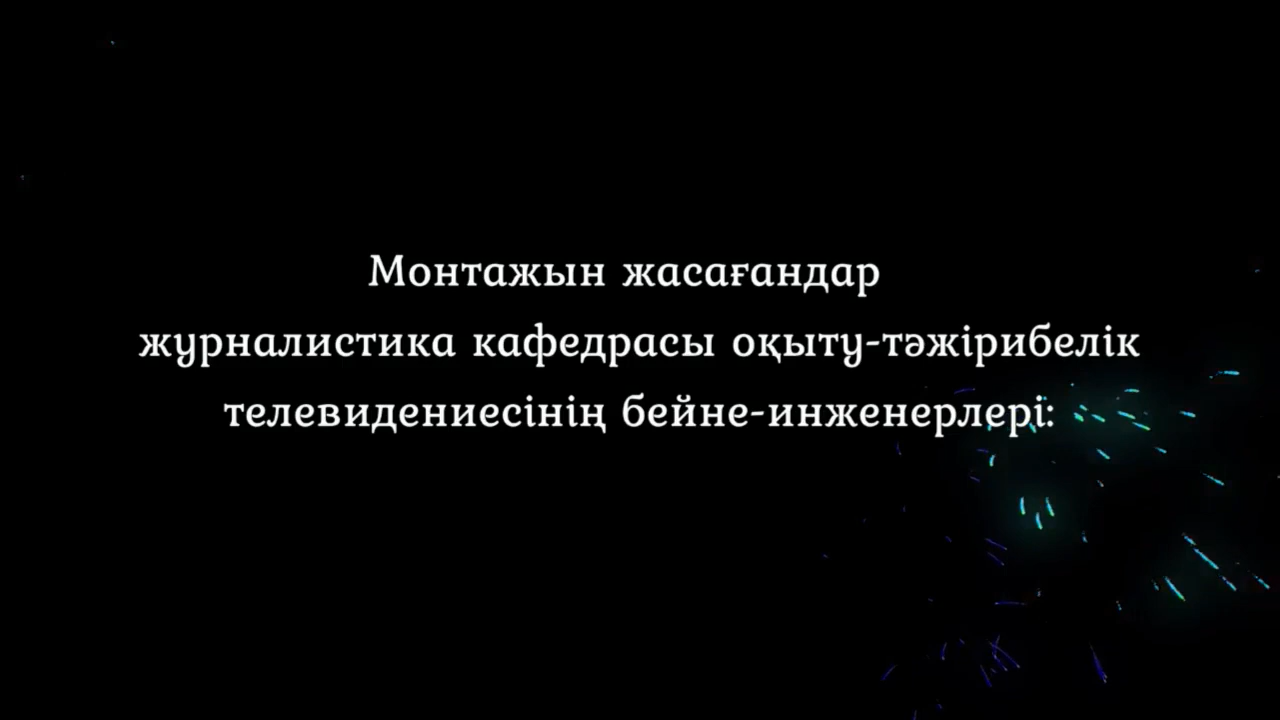 Монтажын жасағандар
журналистика кафедрасы оқыту-тәжірибелік
телевидениесінің бейне-инженерлері: